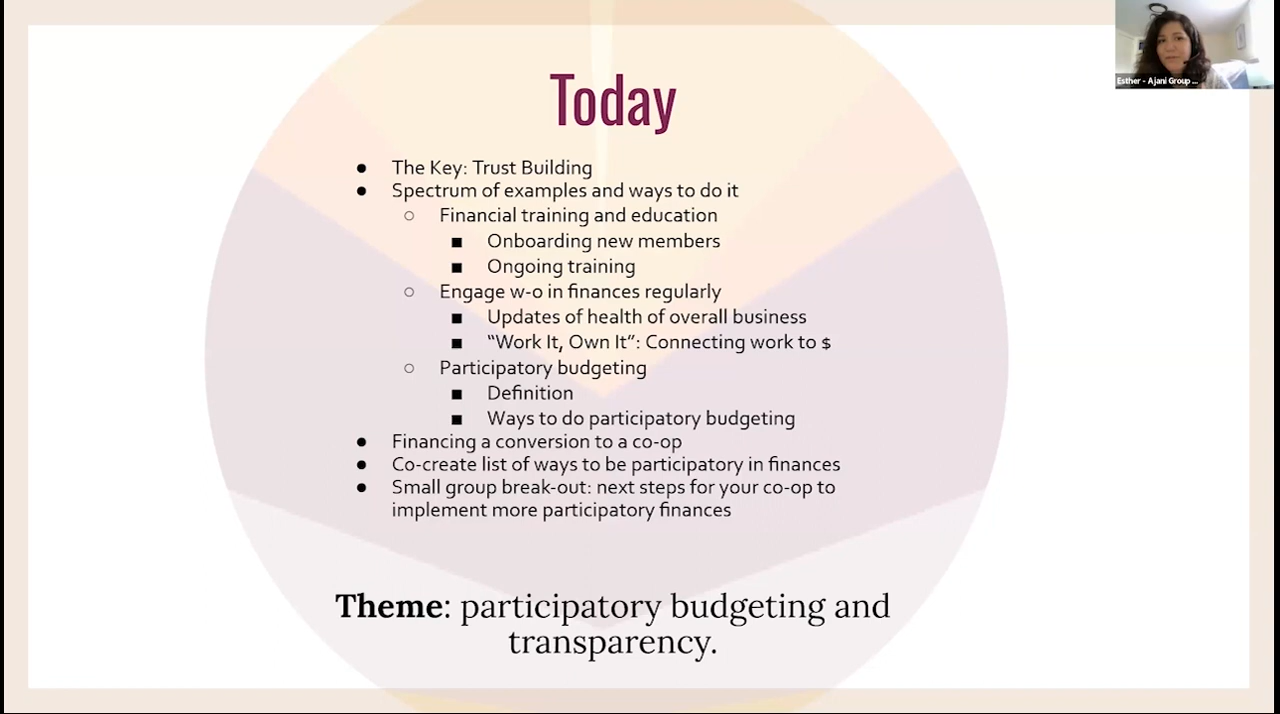 Today
● The Key: Trust Building
● Spectrum of examples and ways to do it
○ Financial training and education
■ Onboarding new members
■ Ongoing training
○ Engage w-o in finances regularly
■ Updates of health of overall business
■ “Work It, Own It”: Connecting work to $
○ Participatory budgeting
■ Definition
■ Ways to do participatory budgeting
● Financing a conversion to a co-op
● Co-create list of ways to be participatory in finances
● Small group break-out: next steps for your co-op to
implement more participatory finances
Theme: participatory budgeting and
transparency.
Esther - Ajani Group ...